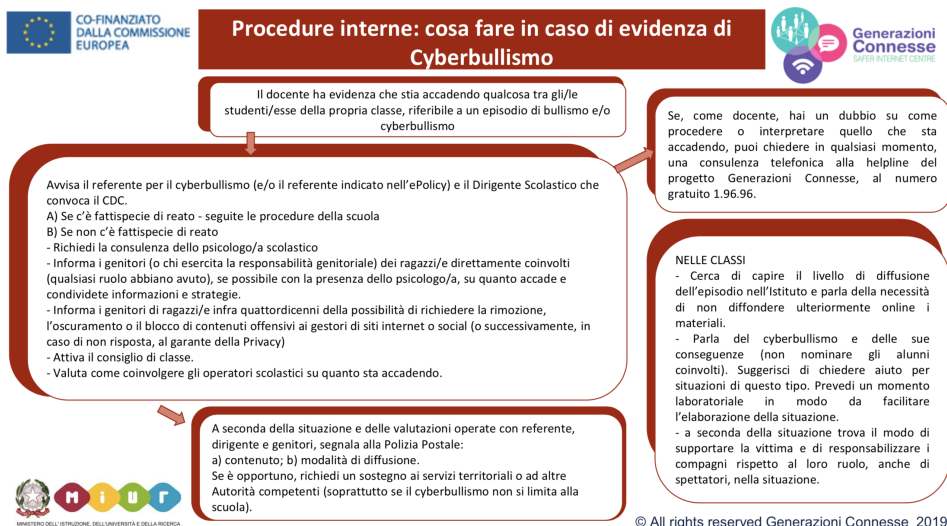 CO-FINANZIATO
DALLA COMMISSIONE
EUROPEA
Procedure interne: cosa fare in caso di evidenza di
Cyberbullismo
Generazioni
Connesse
SAFER INTERNET CENTRE
Il docente ha evidenza che stia accadendo qualcosa tra gli/le
studenti/esse della propria classe, riferibile a un episodio di bullismo e/o
cyberbullismo
Se, come docente, hai un dubbio su come
procedere o interpretare quello che sta
accadendo, puoi chiedere in qualsiasi momento,
una consulenza telefonica alla helpline del
progetto Generazioni Connesse, al numero
gratuito 1.96.96.
Avvisa il referente per il cyberbullismo (e/o il referente indicato nell'ePolicy) e il Dirigente Scolastico che
convoca il CDC.
A) Se c'è fattispecie di reato - seguite le procedure della scuola
B) Se non c'è fattispecie di reato
- Richiedi la consulenza dello psicologo/a scolastico
- Informa i genitori (o chi esercita la responsabilità genitoriale) dei ragazzi/e direttamente coinvolti
(qualsiasi ruolo abbiano avuto), se possibile con la presenza dello psicologo/a, su quanto accade e
condividete informazioni e strategie.
- Informa i genitori di ragazzi/e infra quattordicenni della possibilità di richiedere la rimozione,
l'oscuramento o il blocco di contenuti offensivi ai gestori di siti internet o social (o successivamente, in
caso di non risposta, al garante della Privacy)
- Attiva il consiglio di classe.
- Valuta come coinvolgere gli operatori scolastici su quanto sta accadendo.
NELLE CLASSI
- Cerca di capire il livello di diffusione
dell'episodio nell'Istituto e parla della necessità
di non diffondere ulteriormente online i
materiali.
- Parla del cyberbullismo e delle sue
conseguenze (non nominare gli alunni
coinvolti). Suggerisci di chiedere aiuto per
situazioni di questo tipo. Prevedi un momento
laboratoriale in modo da facilitare
l'elaborazione della situazione.
- a seconda della situazione trova il modo di
supportare la vittima e di responsabilizzare i
compagni rispetto al loro ruolo, anche di
spettatori, nella situazione.
A seconda della situazione e delle valutazioni operate con referente,
dirigente e genitori, segnala alla Polizia Postale:
a) contenuto; b) modalità di diffusione.
Se è opportuno, richiedi un sostegno ai servizi territoriali o ad altre
Autorità competenti (soprattutto se il cyberbullismo non si limita alla
scuola).
MIUR
MINISTERO DELL'ISTRUZIONE, DELL'UNIVERSITÀ E DELLA RICERCA
© All rights reserved Generazioni Connesse 2019